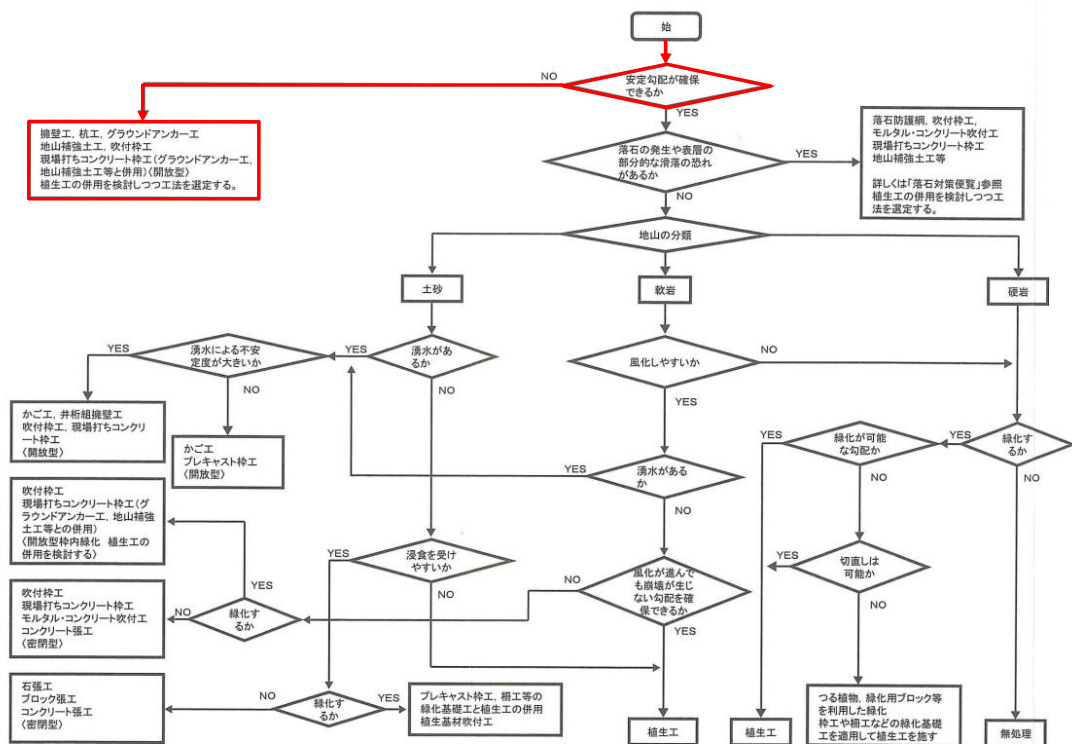 始
安定勾配が確保
できるか
NO
YES
擁壁工, 杭工, グラウンドアンカー工
地山補強土工, 吹付枠工
現場打ちコンクリート枠工(グラウンドアンカー工,
地山補強土工等と併用)〈開放型〉
植生工の併用を検討しつつ工法を選定する。
落石の発生や表層の
部分的な滑落の恐れ
があるか
YES
NO
落石防護網, 吹付枠工,
モルタル・コンクリート吹付工
現場打ちコンクリート枠工
地山補強土工等
詳しくは「落石対策便覧」参照
植生工の併用を検討しつつ工
法を選定する。
地山の分類
土砂
軟岩
硬岩
湧水による不安
定度が大きいか
YES
NO
湧水があ
るか
YES
NO
風化しやすいか
NO
YES
かご工, 井桁組擁壁工
吹付枠工, 現場打ちコンクリ
ート枠工
〈開放型〉
かご工
プレキャスト枠工
〈開放型〉
湧水がある
か
YES
NO
緑化が可能
な勾配か
YES
NO
緑化す
るか
YES
NO
吹付枠工
現場打ちコンクリート枠工(グ
ラウンドアンカー工, 地山補強
土工等との併用)
〈開放型枠内緑化 植生工の
併用を検討する〉
浸食を受け
やすいか
YES
NO
風化が進んで
も崩壊が生じ
ない勾配を確
保できるか
NO
YES
切直しは
可能か
YES
NO
吹付枠工
現場打ちコンクリート枠工
モルタル・コンクリート吹付工
コンクリート張工
〈密閉型〉
緑化す
るか
YES
NO
石張工
ブロック張工
コンクリート張工
〈密閉型〉
緑化す
るか
NO
YES
プレキャスト枠工, 柵工等の
緑化基礎工と植生工の併用
植生基材吹付工
植生工
植生工
つる植物, 緑化用ブロック等
を利用した緑化
枠工や柵工などの緑化基礎
工を適用して植生工を施す
無処理